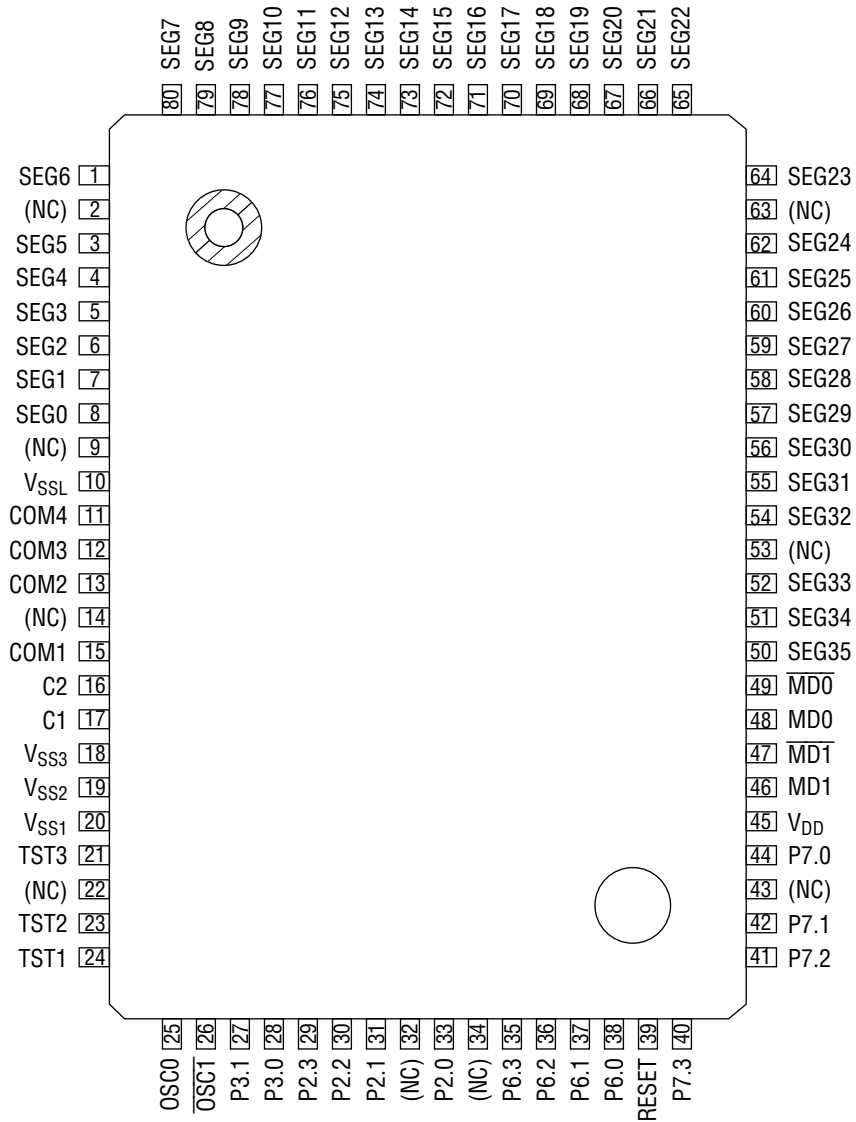 SEG7 80
SEG8 79
SEG9 78
SEG10 77
SEG11 76
SEG12 75
SEG13 74
SEG14 73
SEG15 72
SEG16 71
SEG17 70
SEG18 69
SEG19 68
SEG20 67
SEG21 66
SEG22 65
SEG6 1
(NC) 2
SEG5 3
SEG4 4
SEG3 5
SEG2 6
SEG1 7
SEG0 8
(NC) 9
VSSL 10
COM4 11
COM3 12
COM2 13
(NC) 14
COM1 15
C2 16
C1 17
VSS3 18
VSS2 19
VSS1 20
TST3 21
(NC) 22
TST2 23
TST1 24
64 SEG23
63 (NC)
62 SEG24
61 SEG25
60 SEG26
59 SEG27
58 SEG28
57 SEG29
56 SEG30
55 SEG31
54 SEG32
53 (NC)
52 SEG33
51 SEG34
50 SEG35
49 M̅D̅0̅
48 MD0
47 M̅D̅1̅
46 MD1
45 VDD
44 P7.0
43 (NC)
42 P7.1
41 P7.2
OSC0 25
O̅S̅C̅1̅ 26
P3.1 27
P3.0 28
P2.3 29
P2.2 30
P2.1 31
(NC) 32
P2.0 33
(NC) 34
P6.3 35
P6.2 36
P6.1 37
P6.0 38
RESET 39
P7.3 40